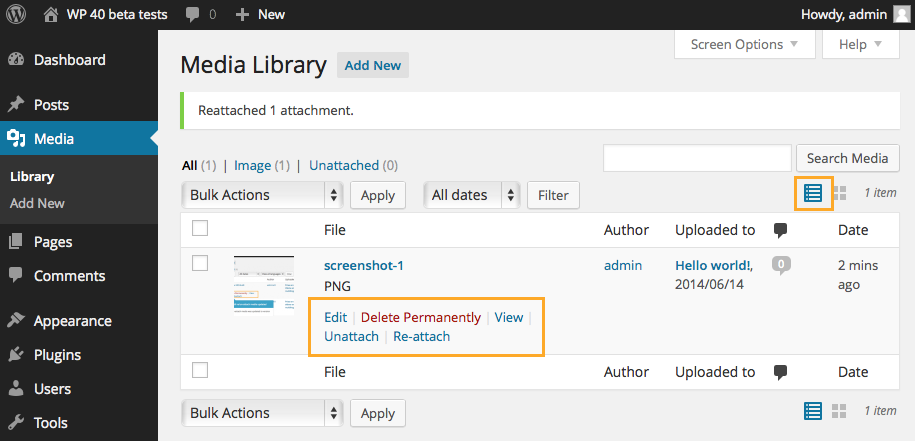 WP 40 beta tests 0 New Howdy, admin
Screen Options Help
Dashboard
Posts
Media
Library
Add New
Pages
Comments
Appearance
Plugins
Users
Tools
Media Library Add New
Reattached 1 attachment.
All (1) | Image (1) | Unattached (0)
Search Media
Bulk Actions Apply All dates Filter 1 item
File Author Uploaded to Date
screenshot-1 admin Hello world!, 0 2 mins
PNG 2014/06/14 ago
Edit | Delete Permanently | View |
Unattach | Re-attach
File Author Uploaded to Date
Bulk Actions Apply 1 item